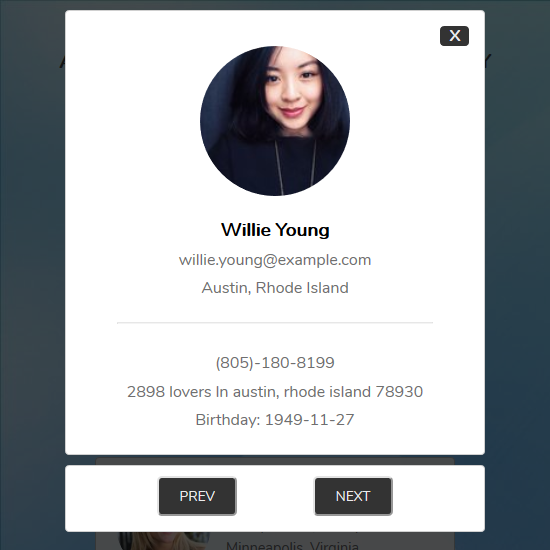 X
Willie Young
willie.young@example.com
Austin, Rhode Island
(805)-180-8199
2898 lovers ln austin, rhode island 78930
Birthday: 1949-11-27
PREV
NEXT
Minneapolis, Virginia